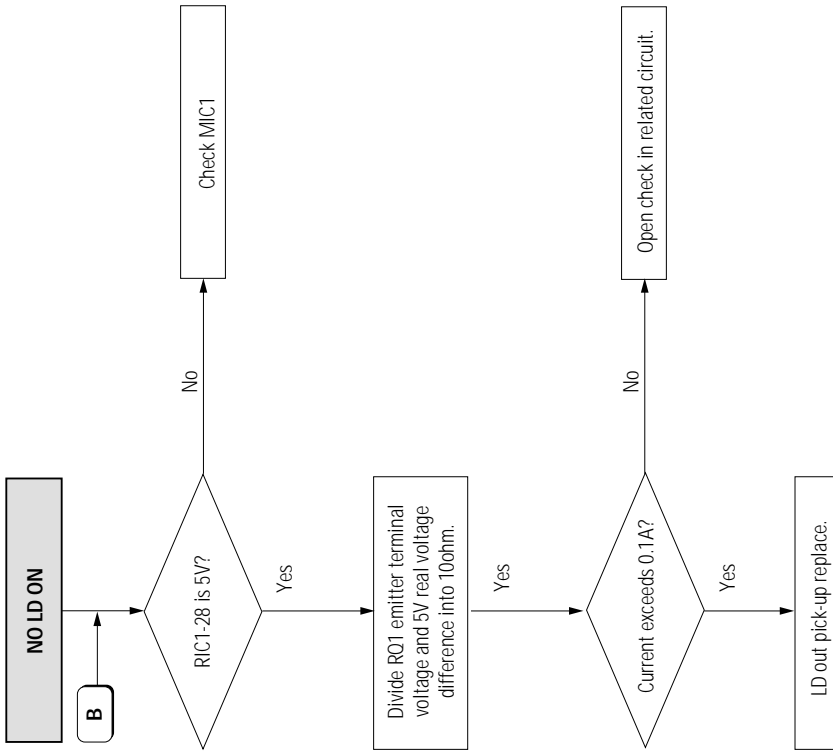 NO LD ON
B
RIC1-28 is 5V?
No
Check MIC1
Yes
Divide RQ1 emitter terminal
voltage and 5V real voltage
difference into 10ohm.
Yes
Current exceeds 0.1A?
No
Open check in related circuit.
Yes
LD out pick-up replace.